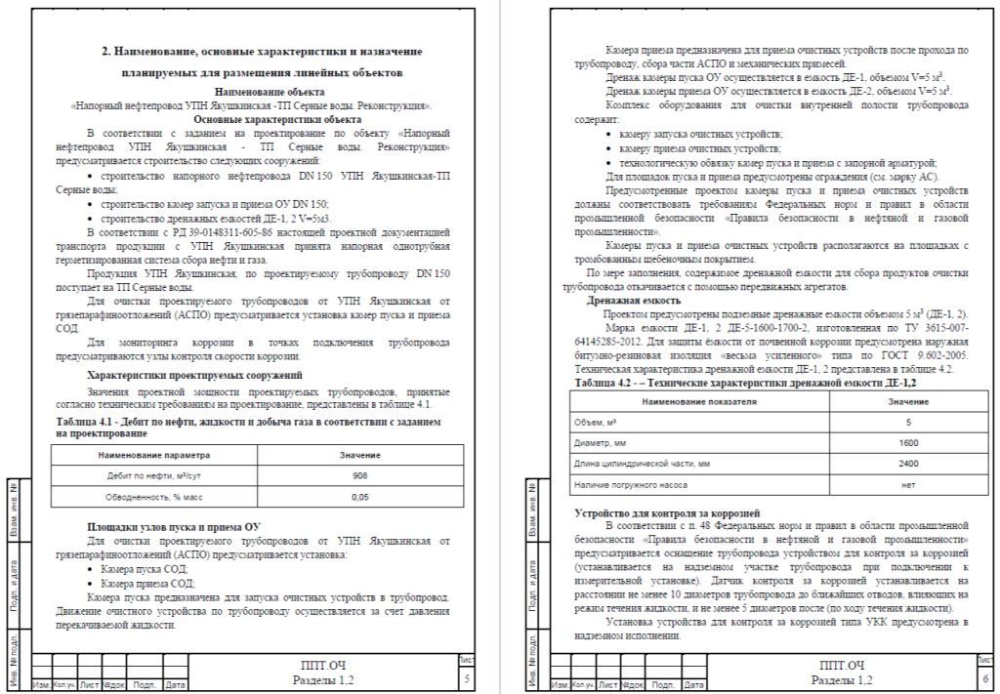 2. Наименование, основные характеристики и назначение
планируемых для размещения линейных объектов
Наименование объекта
«Напорный нефтепровод УПН Якушкинская -ТП Серные воды. Реконструкция».
Основные характеристики объекта
В соответствии с заданием на проектирование по объекту «Напорный
нефтепровод УПН Якушкинская - ТП Серные воды. Реконструкция»
предусматривается строительство следующих сооружений:
• строительство напорного нефтепровода DN 150 УПН Якушкинская-ТП
Серные воды;
• строительство камер запуска и приема ОУ DN 150;
• строительство дренажных емкостей ДЕ-1, 2 V=5м3.
В соответствии с РД 39-0148311-605-86 настоящей проектной документацией
транспорта продукции с УПН Якушкинская принята напорная однотрубная
герметизированная система сбора нефти и газа.
Продукция УПН Якушкинская, по проектируемому трубопроводу DN 150
поступает на ТП Серные воды.
Для очистки проектируемого трубопроводов от УПН Якушкинская от
грязепарафиноотложений (АСПО) предусматривается установка камер пуска и приема
СОД.
Для мониторинга коррозии в точках подключения трубопровода
предусматриваются узлы контроля скорости коррозии.
Характеристики проектируемых сооружений
Значения проектной мощности проектируемых трубопроводов, принятые
согласно техническим требованиям на проектирование, представлены в таблице 4.1.
Таблица 4.1 - Дебит по нефти, жидкости и добыча газа в соответствии с заданием
на проектирование
Наименование параметра Значение
Дебит по нефти, м³/сут 908
Обводненность, % масс 0,05
Площадки узлов пуска и приема ОУ
Для очистки проектируемого трубопроводов от УПН Якушкинская от
грязепарафиноотложений (АСПО) предусматривается установка:
• Камера пуска СОД;
• Камера приема СОД;
Камера пуска предназначена для запуска очистных устройств в трубопровод.
Движение очистного устройства по трубопроводу осуществляется за счет давления
перекачиваемой жидкости.
Взам. инв. №
Подп. и дата
Инв. № подл.
Изм. Кол.уч. Лист №док. Подп. Дата
ППТ.ОЧ
Разделы 1,2
Лист
5
Камера приема предназначена для приема очистных устройств после прохода по
трубопроводу, сбора части АСПО и механических примесей.
Дренаж камеры пуска ОУ осуществляется в емкость ДЕ-1, объемом V=5 м³.
Дренаж камеры приема ОУ осуществляется в емкость ДЕ-2, объемом V=5 м³.
Комплекс оборудования для очистки внутренней полости трубопровода
содержит:
• камеру запуска очистных устройств;
• камеру приема очистных устройств;
• технологическую обвязку камер пуска и приема с запорной арматурой;
Для площадок пуска и приема предусмотрены ограждения (см. марку АС).
Предусмотренные проектом камеры пуска и приема очистных устройств
должны соответствовать требованиям Федеральных норм и правил в области
промышленной безопасности «Правила безопасности в нефтяной и газовой
промышленности».
Камеры пуска и приема очистных устройств располагаются на площадках с
тромбованным щебеночным покрытием.
По мере заполнения, содержимое дренажной емкости для сбора продуктов очистки
трубопровода откачивается с помощью передвижных агрегатов.
Дренажная емкость
Проектом предусмотрены подземные дренажные емкости объемом 5 м³ (ДЕ-1, 2).
Марка емкости ДЕ-1, 2 ДЕ-5-1600-1700-2, изготовленная по ТУ 3615-007-
64145285-2012. Для защиты ёмкости от почвенной коррозии предусмотрена наружная
битумно-резиновая изоляция «весьма усиленного» типа по ГОСТ 9.602-2005.
Техническая характеристика дренажной емкости ДЕ-1, 2 представлена в таблице 4.2.
Таблица 4.2 - – Технические характеристики дренажной емкости ДЕ-1,2
Наименование показателя Значение
Объем, м³ 5
Диаметр, мм 1600
Длина цилиндрической части, мм 2400
Наличие погружного насоса нет
Устройство для контроля за коррозией
В соответствии с п. 48 Федеральных норм и правил в области промышленной
безопасности «Правила безопасности в нефтяной и газовой промышленности»
предусматривается оснащение трубопровода устройством для контроля за коррозией
(устанавливается на надземном участке трубопровода при подключении к
измерительной установке). Датчик контроля за коррозией устанавливается на
расстоянии не менее 10 диаметров трубопровода до ближайших отводов, влияющих на
режим течения жидкости, и не менее 5 диаметров после (по ходу течения жидкости).
Установка устройства для контроля за коррозией типа УКК предусмотрена в
надземном исполнении.
Взам. инв. №
Подп. и дата
Инв. № подл.
Изм. Кол.уч. Лист №док. Подп. Дата
ППТ.ОЧ
Разделы 1,2
Лист
6